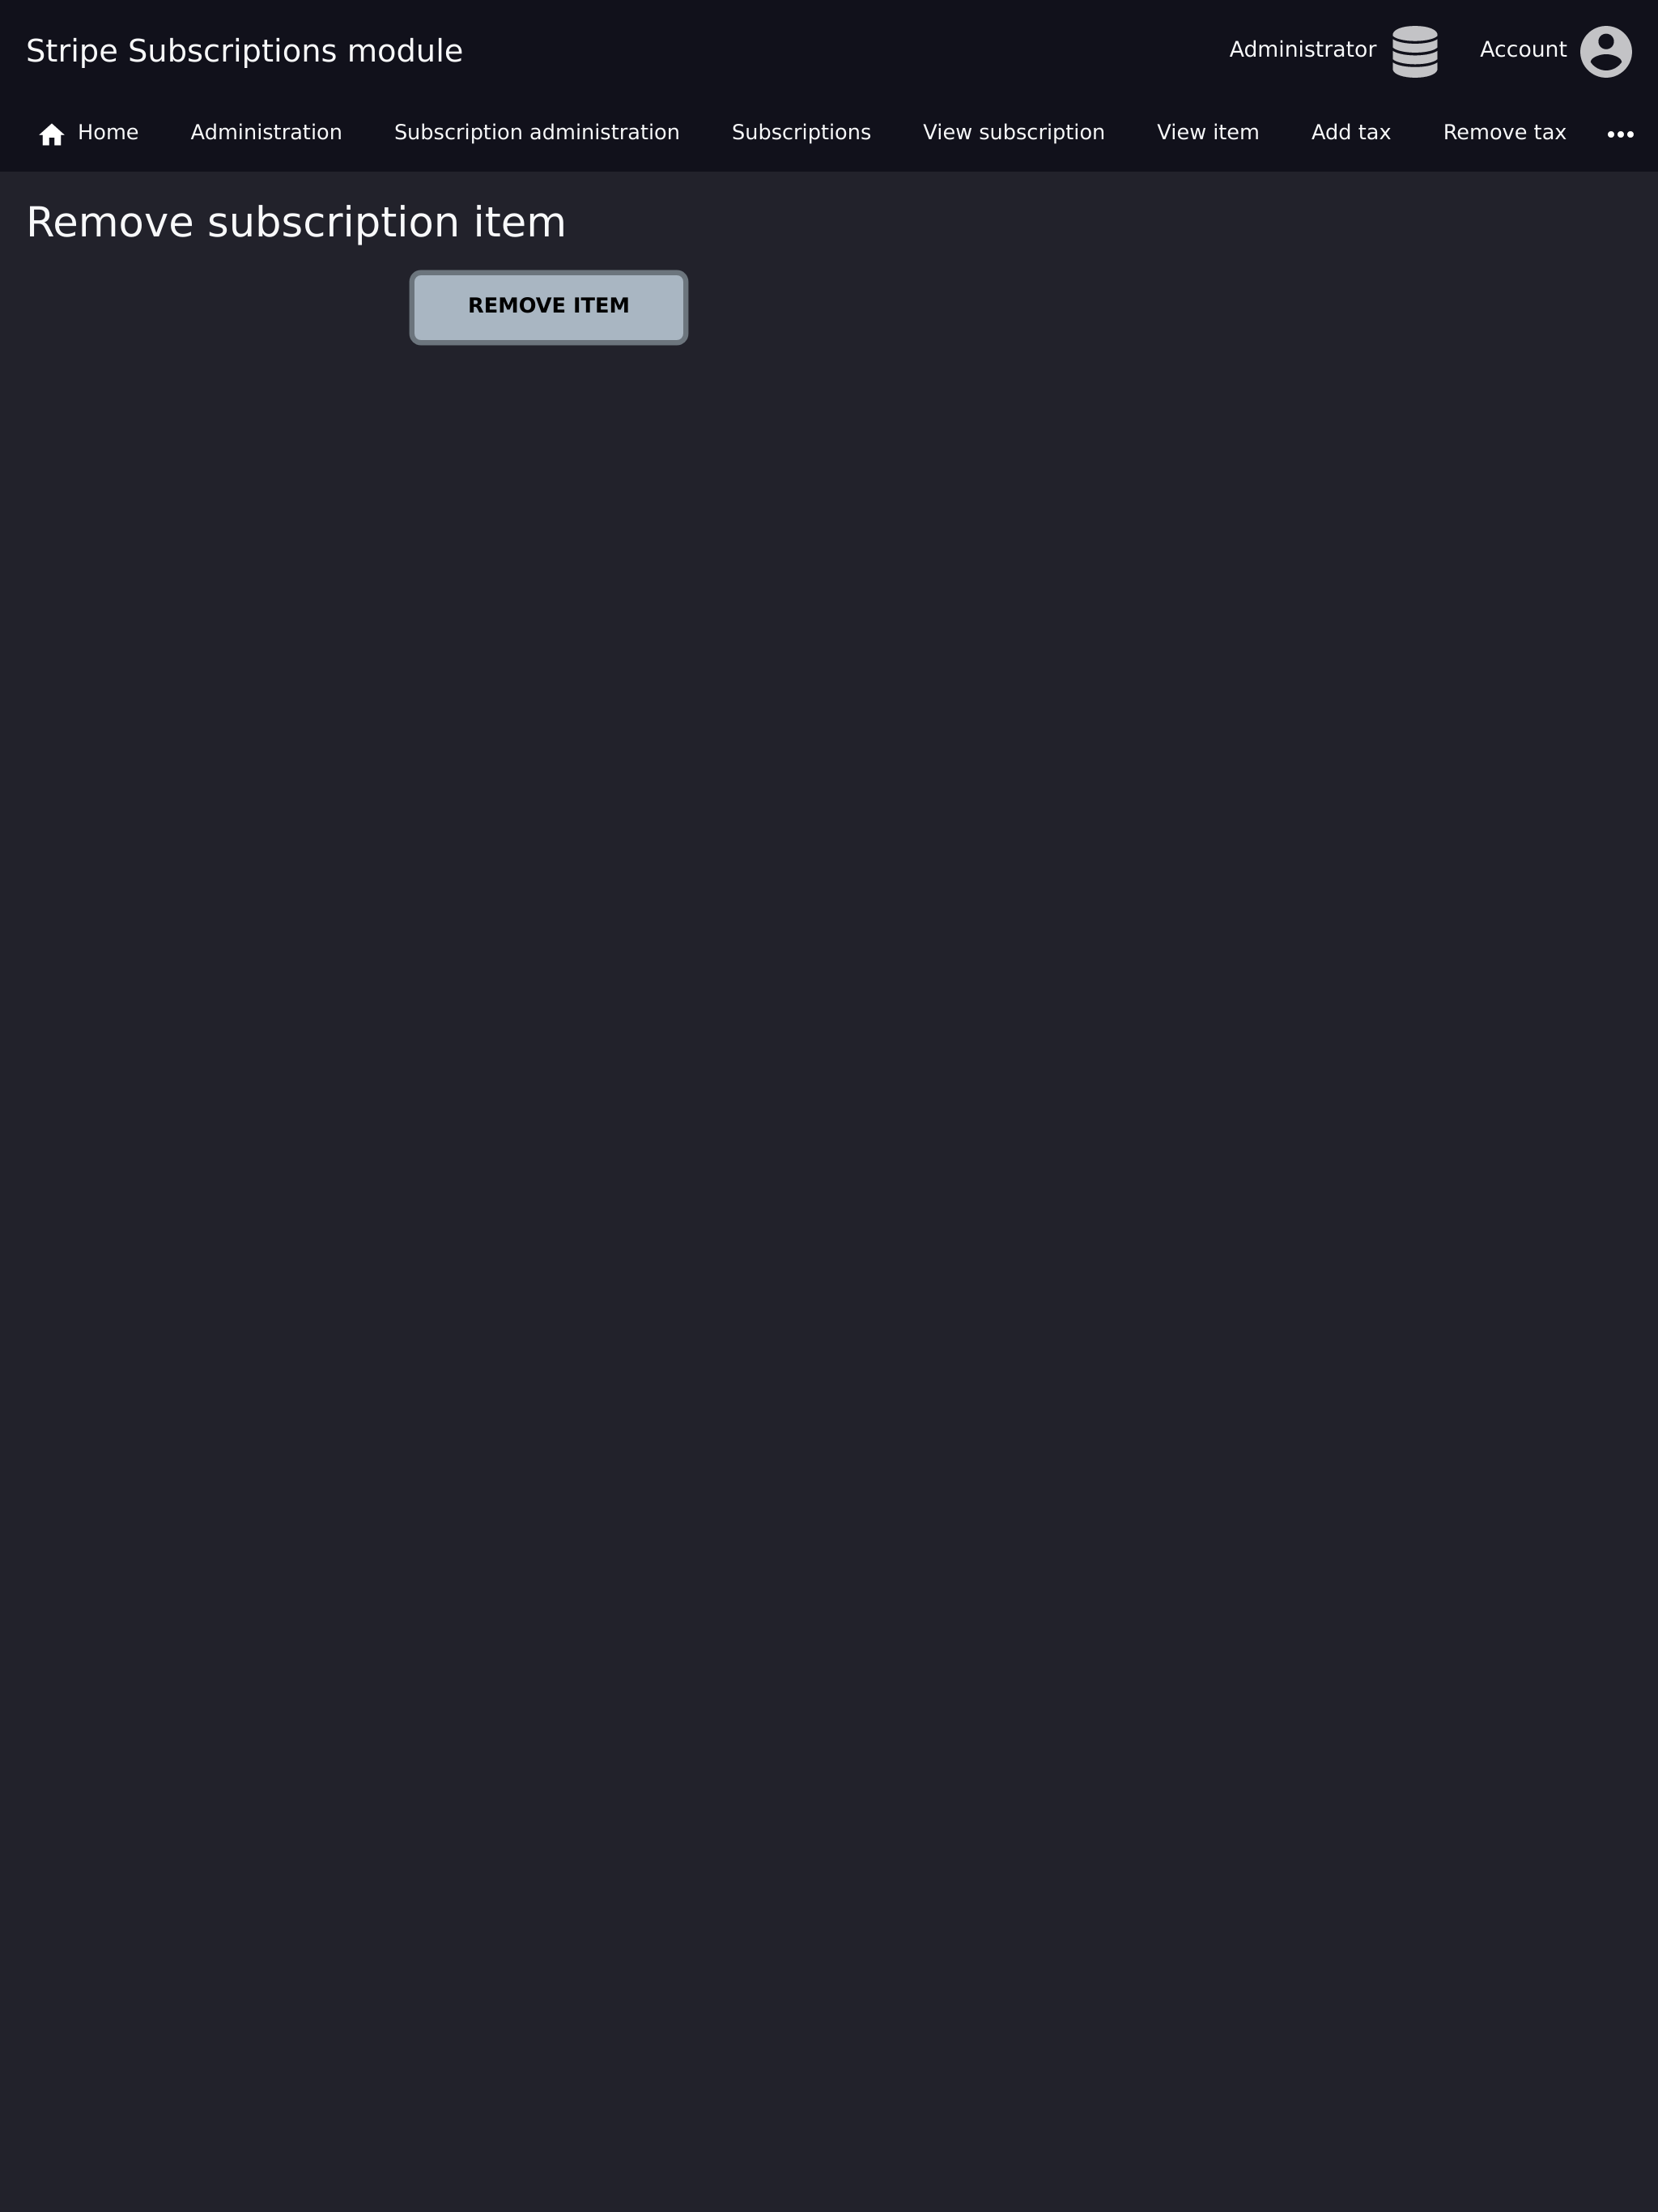 Stripe Subscriptions module
Administrator
Account
Home
Administration
Subscription administration
Subscriptions
View subscription
View item
Add tax
Remove tax
Remove subscription item
REMOVE ITEM